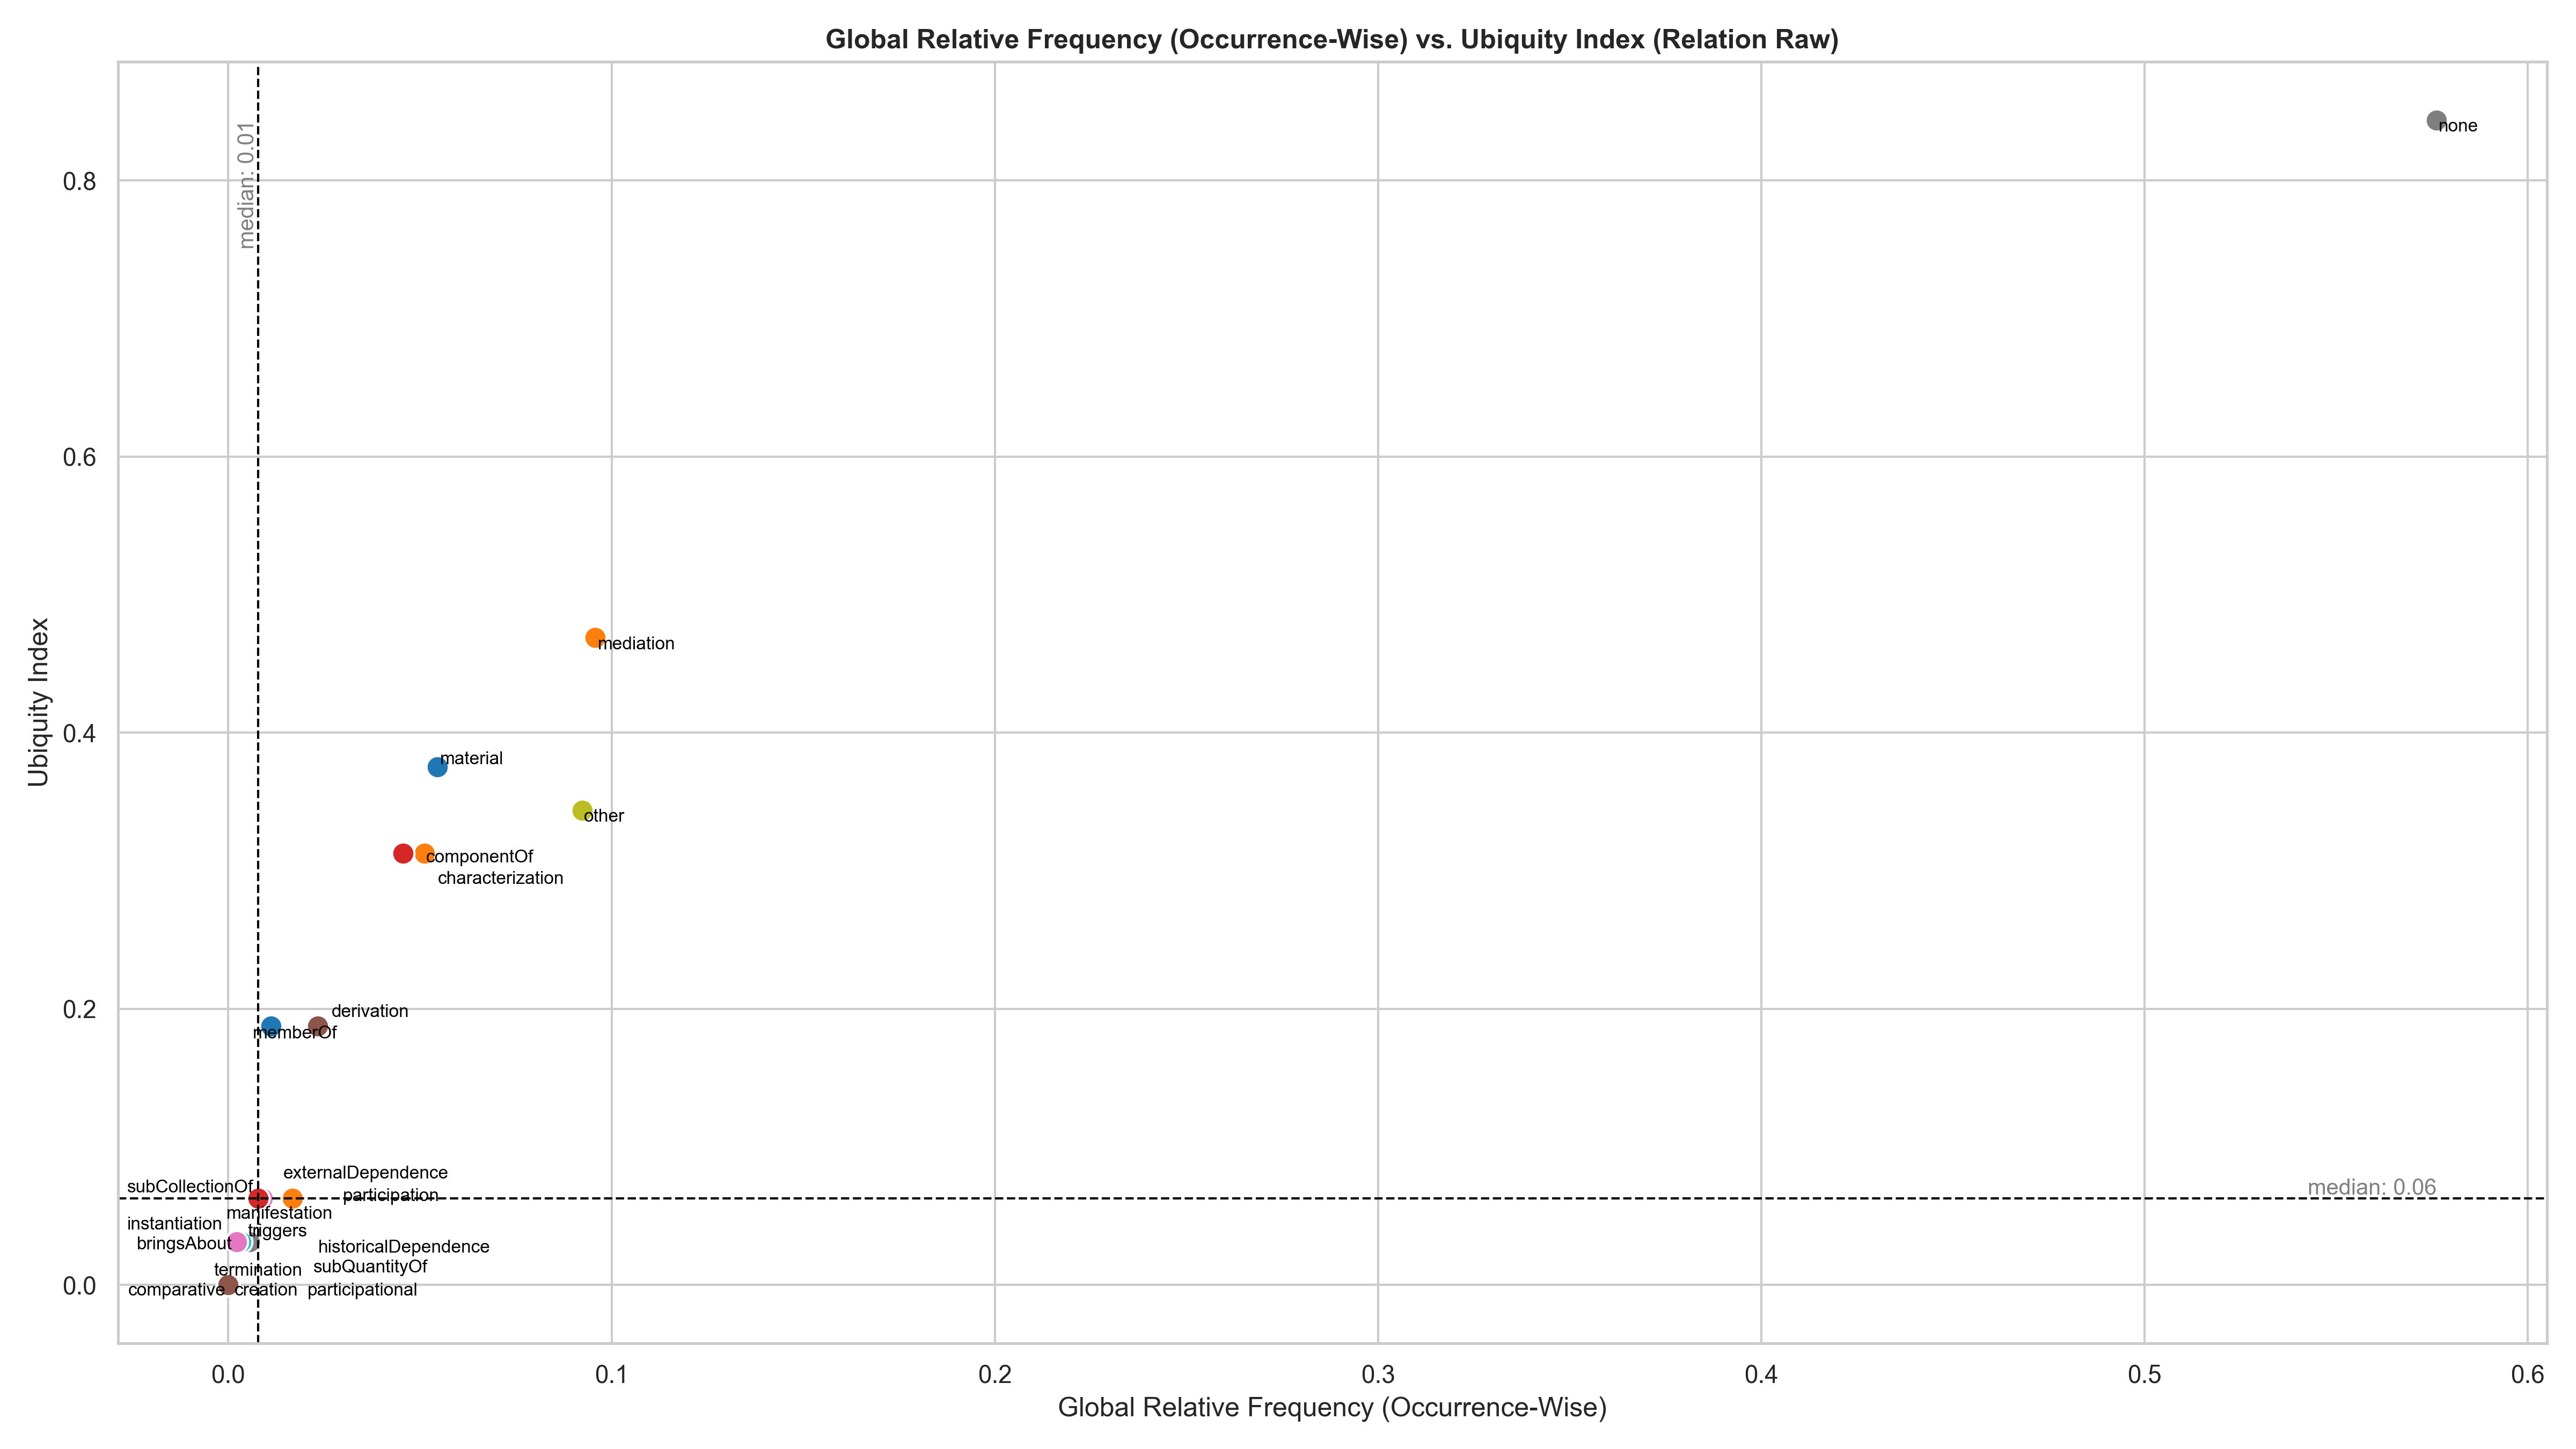 Global Relative Frequency (Occurrence-Wise) vs. Ubiquity Index (Relation Raw)
median: 0.01
none
0.8
0.6
mediation
Ubiquity Index
0.4
material
other
componentOf
characterization
0.2
derivation
memberOf
externalDependence
subCollectionOf
participation
median: 0.06
manifestation
instantiation
triggers
bringsAbout
historicalDependence
subQuantityOf
termination
0.0
comparative
creation
participational
0.0
0.1
0.2
0.3
0.4
0.5
0.6
Global Relative Frequency (Occurrence-Wise)